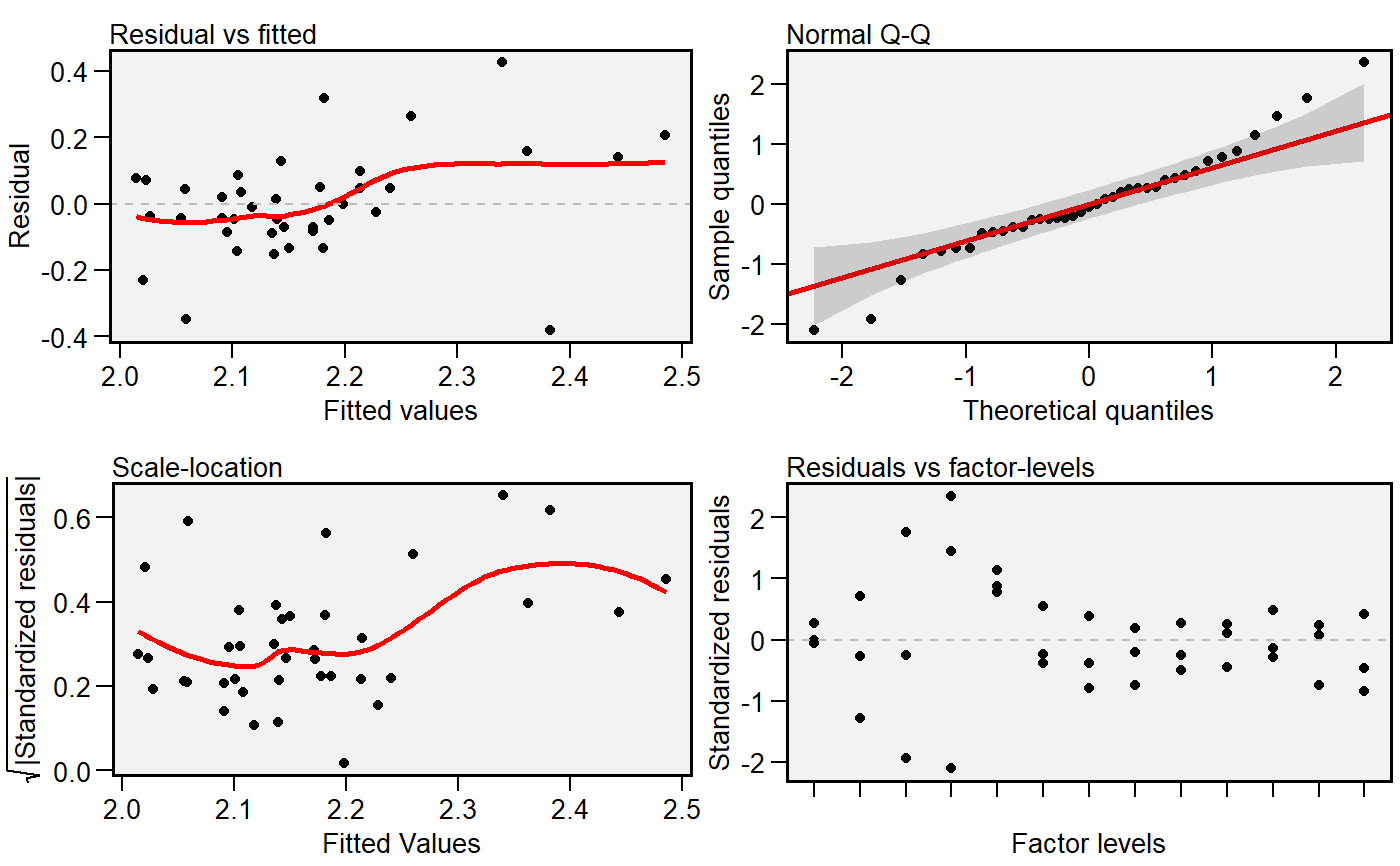 Residual vs fitted
Residual
0.4
0.2
0.0
-0.2
-0.4
2.0 2.1 2.2 2.3 2.4 2.5
Fitted values
Normal Q-Q
Sample quantiles
2
1
0
-1
-2
-2 -1 0 1 2
Theoretical quantiles
Scale-location
√|Standardized residuals|
0.6
0.4
0.2
0.0
2.0 2.1 2.2 2.3 2.4 2.5
Fitted Values
Residuals vs factor-levels
Standardized residuals
2
1
0
-1
-2
Factor levels